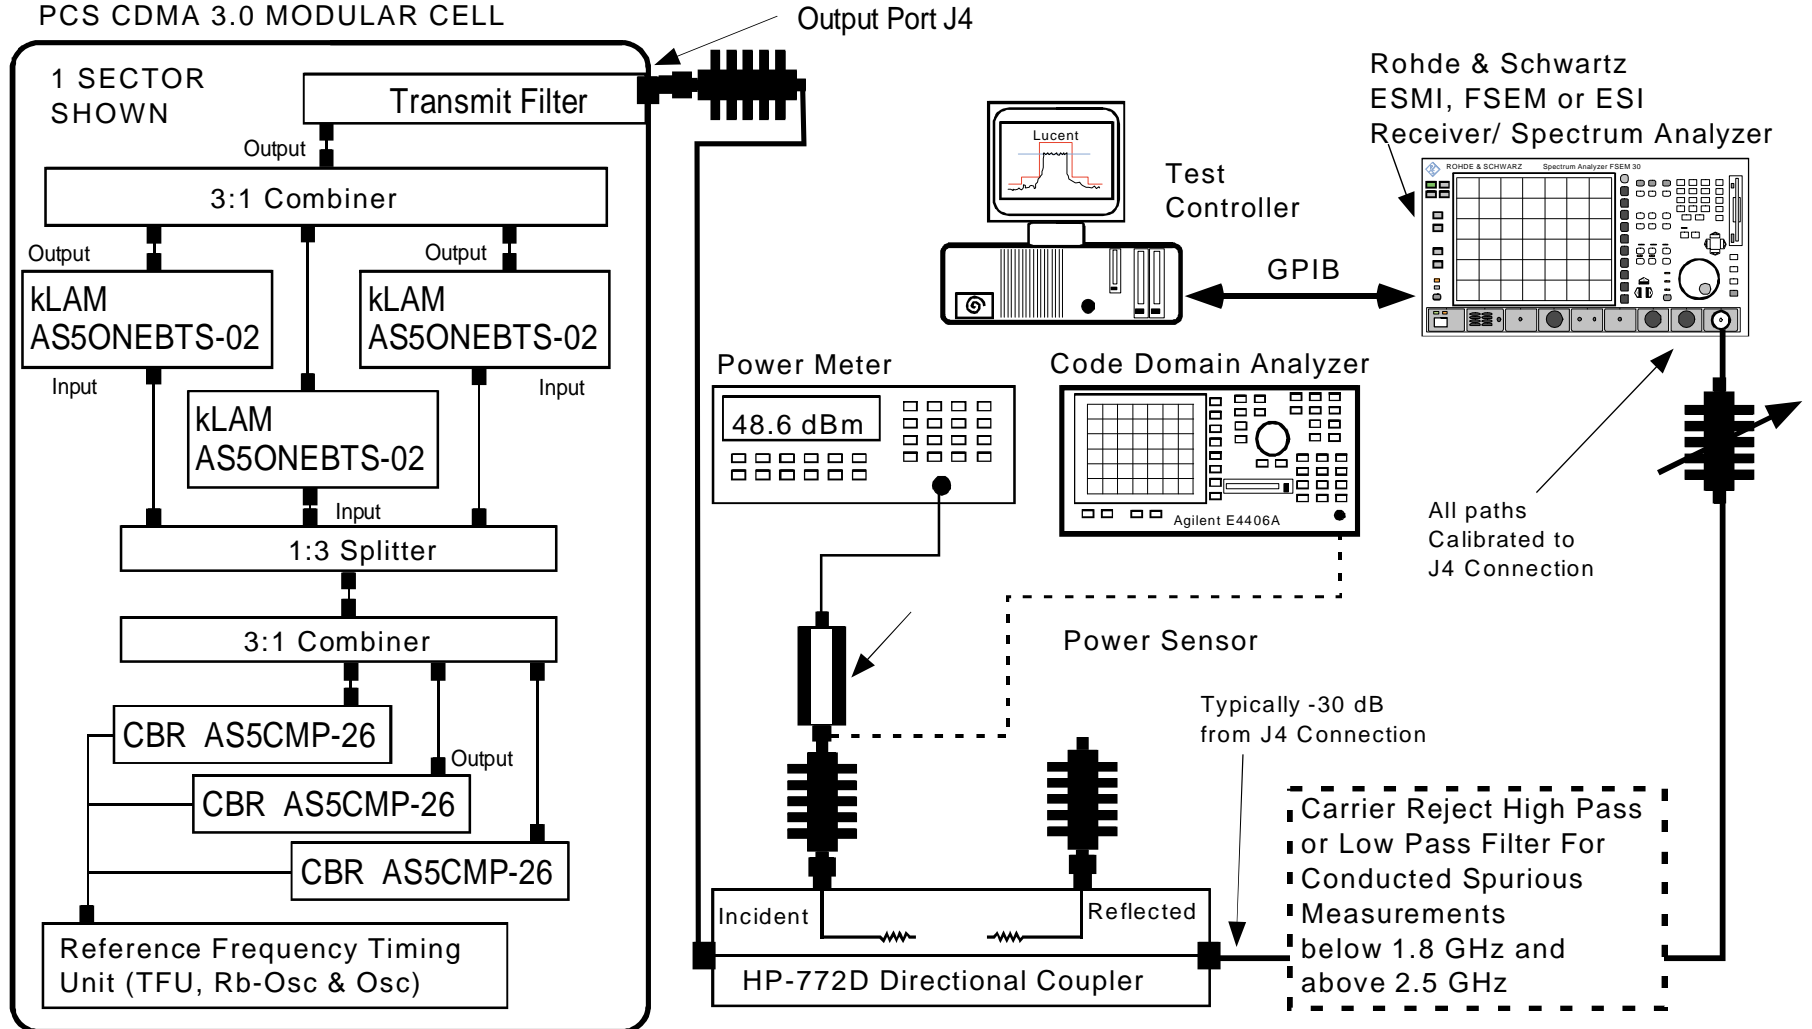 PCS CDMA 3.0 MODULAR CELL
Output Port J4
1 SECTOR
SHOWN
Transmit Filter
Output
3:1 Combiner
Output
Output
kLAM
AS5ONEBTS-02
kLAM
AS5ONEBTS-02
Input
Input
kLAM
AS5ONEBTS-02
Input
1:3 Splitter
3:1 Combiner
CBR AS5CMP-26
Output
CBR AS5CMP-26
CBR AS5CMP-26
Reference Frequency Timing
Unit (TFU, Rb-Osc & Osc)
Lucent
Test
Controller
GPIB
Rohde & Schwartz
ESMI, FSEM or ESI
Receiver/ Spectrum Analyzer
ROHDE & SCHWARZ Spectrum Analyzer FSEM 30
Power Meter
48.6 dBm
Code Domain Analyzer
Agilent E4406A
All paths
Calibrated to
J4 Connection
Power Sensor
Typically -30 dB
from J4 Connection
Incident
Reflected
HP-772D Directional Coupler
Carrier Reject High Pass
or Low Pass Filter For
Conducted Spurious
Measurements
below 1.8 GHz and
above 2.5 GHz